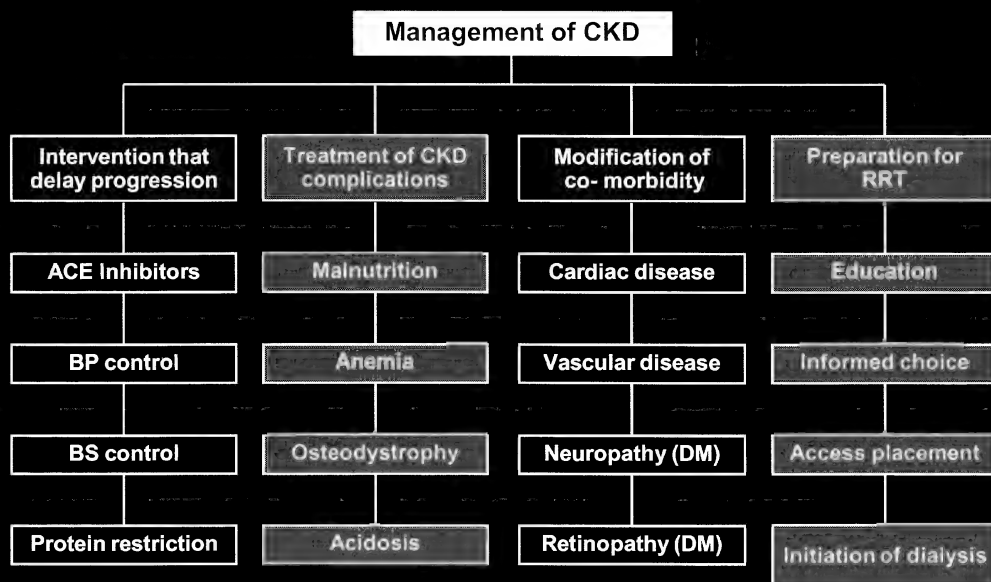 Management of CKD
Intervention that
delay progression
Treatment of CKD
complications
Modification of
co- morbidity
Preparation for
RRT
ACE Inhibitors
Malnutrition
Cardiac disease
Education
BP control
Anemia
Vascular disease
Informed choice
BS control
Osteodystrophy
Neuropathy (DM)
Access placement
Protein restriction
Acidosis
Retinopathy (DM)
Initiation of dialysis